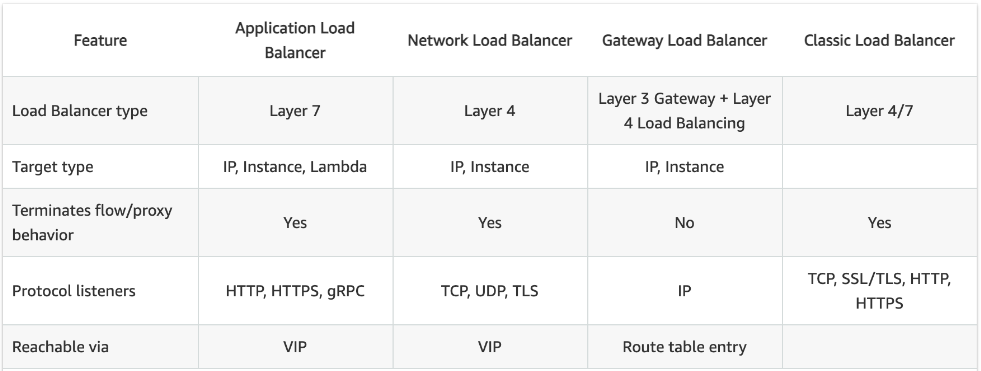 Feature
Application Load
Balancer
Network Load Balancer
Gateway Load Balancer
Classic Load Balancer
Load Balancer type
Layer 7
Layer 4
Layer 3 Gateway + Layer
4 Load Balancing
Layer 4/7
Target type
IP, Instance, Lambda
IP, Instance
IP, Instance
Terminates flow/proxy
behavior
Yes
Yes
No
Yes
Protocol listeners
HTTP, HTTPS, gRPC
TCP, UDP, TLS
IP
TCP, SSL/TLS, HTTP,
HTTPS
Reachable via
VIP
VIP
Route table entry